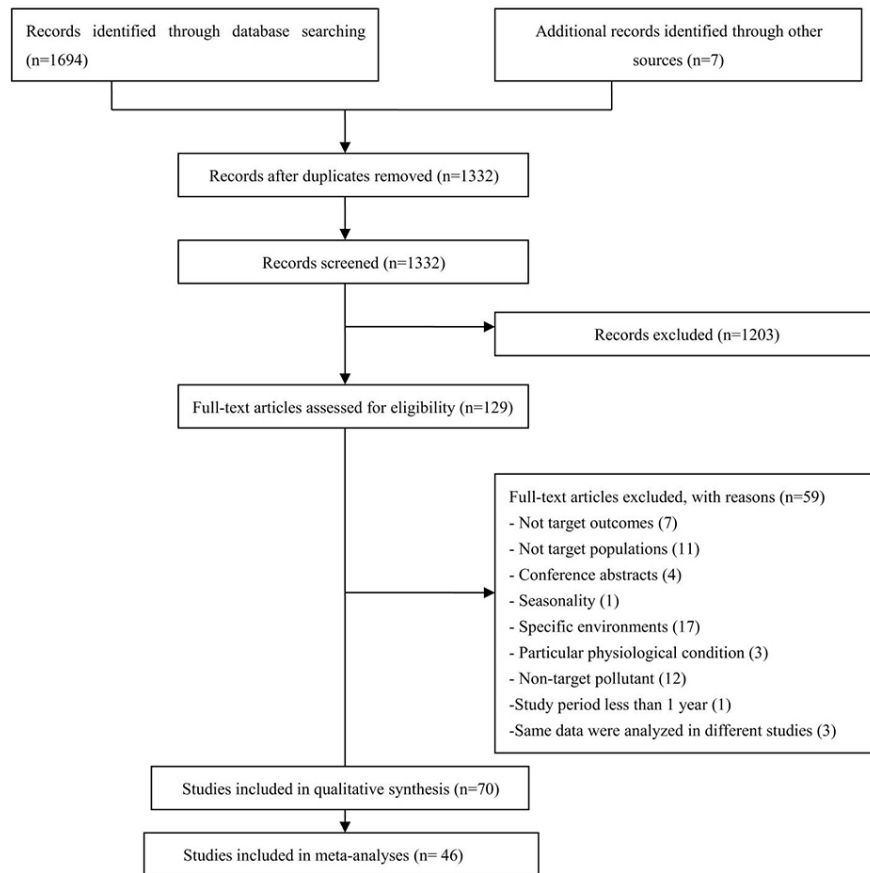 Records identified through database searching
(n=1694)
Additional records identified through other
sources (n=7)
Records after duplicates removed (n=1332)
Records screened (n=1332)
Records excluded (n=1203)
Full-text articles assessed for eligibility (n=129)
Full-text articles excluded, with reasons (n=59)
- Not target outcomes (7)
- Not target populations (11)
- Conference abstracts (4)
- Seasonality (1)
- Specific environments (17)
- Particular physiological condition (3)
- Non-target pollutant (12)
-Study period less than 1 year (1)
-Same data were analyzed in different studies (3)
Studies included in qualitative synthesis (n=70)
Studies included in meta-analyses (n= 46)